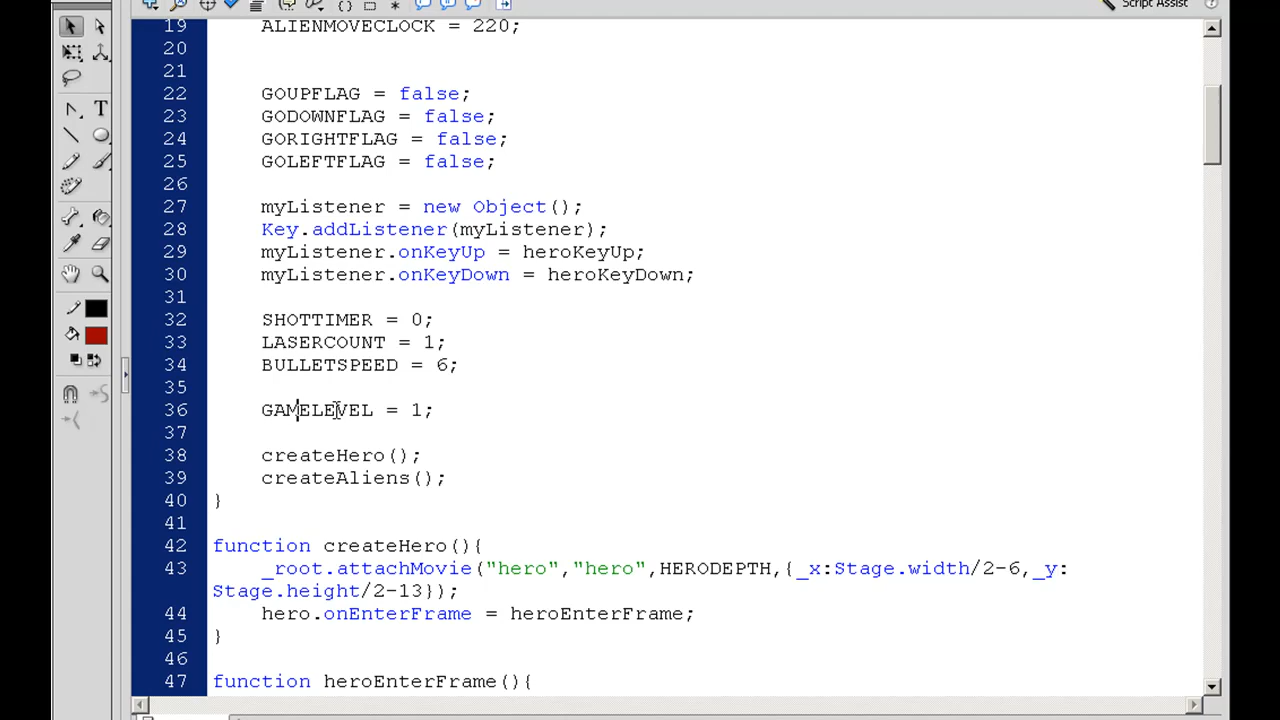 Script Assist
19 ALIENMOVECLOCK = 220;
20
21
22 GOUPFLAG = false;
23 GODOWNFLAG = false;
24 GORIGHTFLAG = false;
25 GOLEFTFLAG = false;
26
27 myListener = new Object();
28 Key.addListener(myListener);
29 myListener.onKeyUp = heroKeyUp;
30 myListener.onKeyDown = heroKeyDown;
31
32 SHOTTIMER = 0;
33 LASERCOUNT = 1;
34 BULLETSPEED = 6;
35
36 GAMELEVEL = 1;
37
38 createHero();
39 createAliens();
40 }
41
42 function createHero(){
43 _root.attachMovie("hero","hero",HERODEPTH,{_x:Stage.width/2-6,_y:
Stage.height/2-13});
44 hero.onEnterFrame = heroEnterFrame;
45 }
46
47 function heroEnterFrame(){